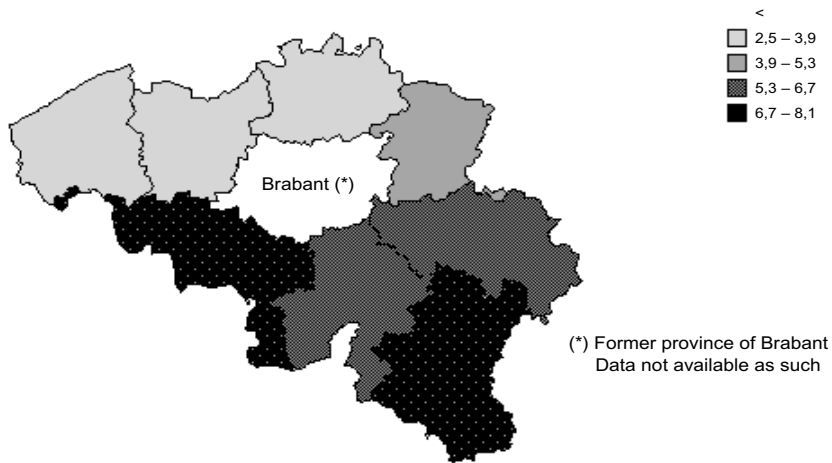 <
2,5 – 3,9
3,9 – 5,3
5,3 – 6,7
6,7 – 8,1
Brabant (*)
(*) Former province of Brabant
Data not available as such